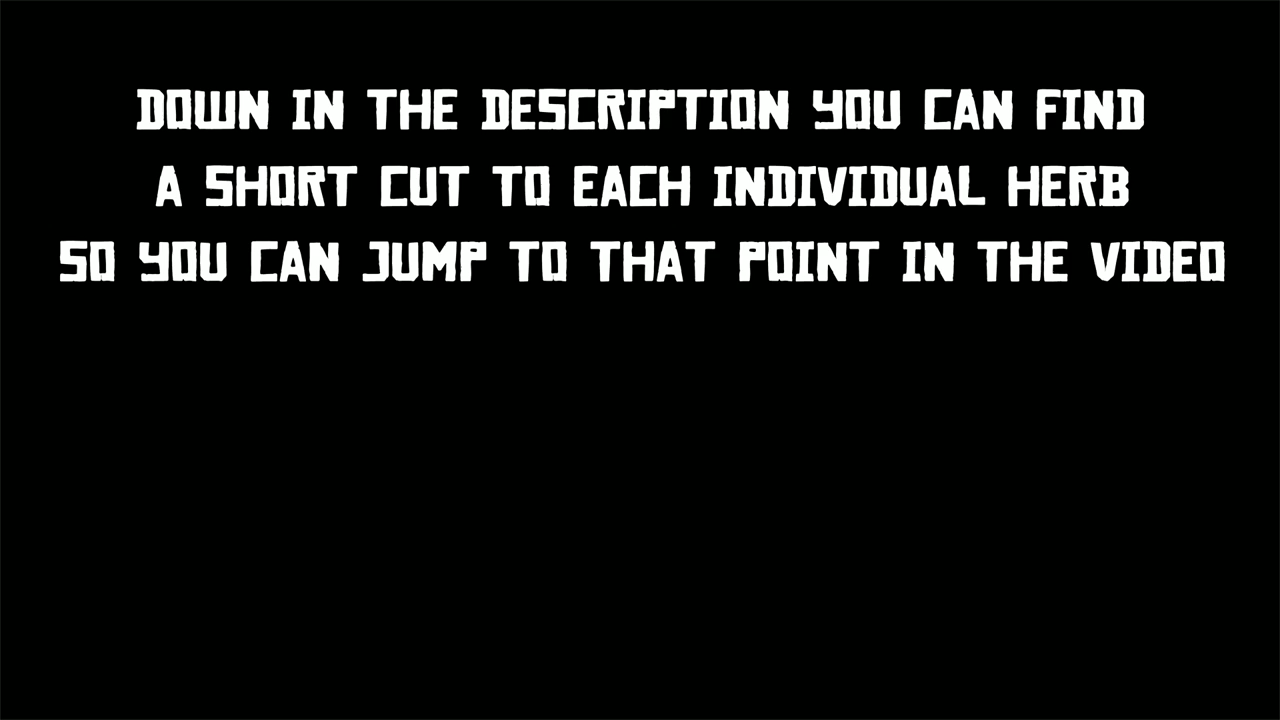 DOWN IN THE DESCRIPTION YOU CAN FIND
A SHORT CUT TO EACH INDIVIDUAL HERB
SO YOU CAN JUMP TO THAT POINT IN THE VIDEO